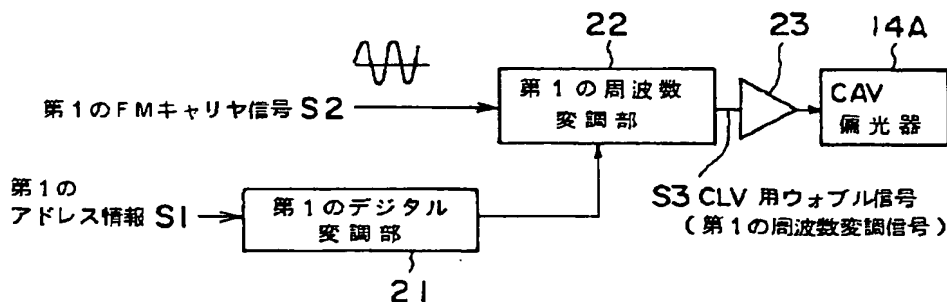 22
23
14A
第1のFMキャリヤ信号 S2
第1の周波数
変調部
CAV
偏光器
第1の
アドレス情報 S1
第1のデジタル
変調部
21
S3 CLV 用ウォブル信号
(第1の周波数変調信号)